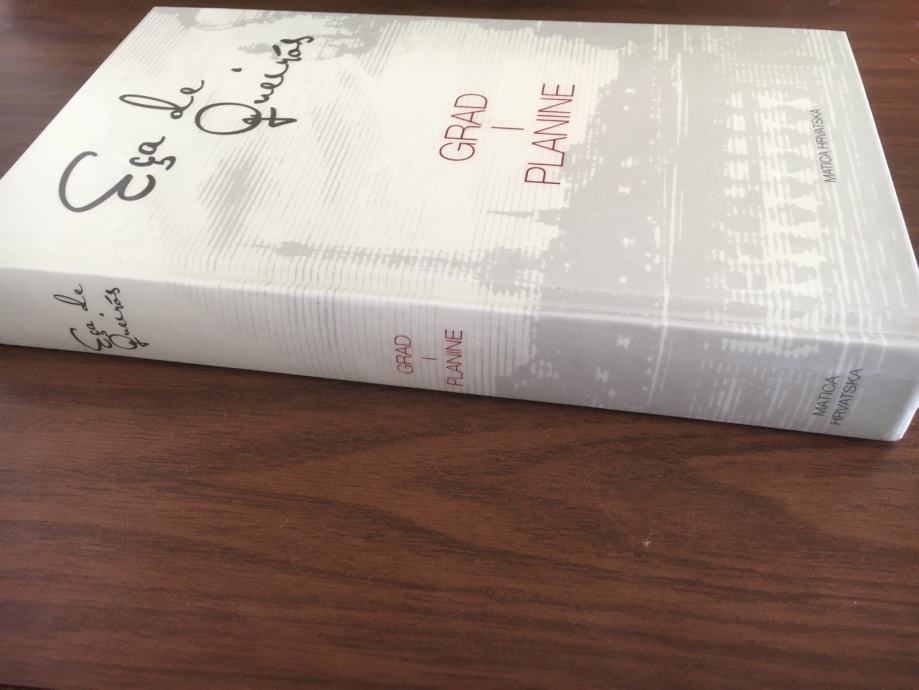 Eça de
Queirós
GRAD
I
PLANINE
MATICA HRVATSKA
Eça de
Queirós
GRAD
I
PLANINE
MATICA
HRVATSKA